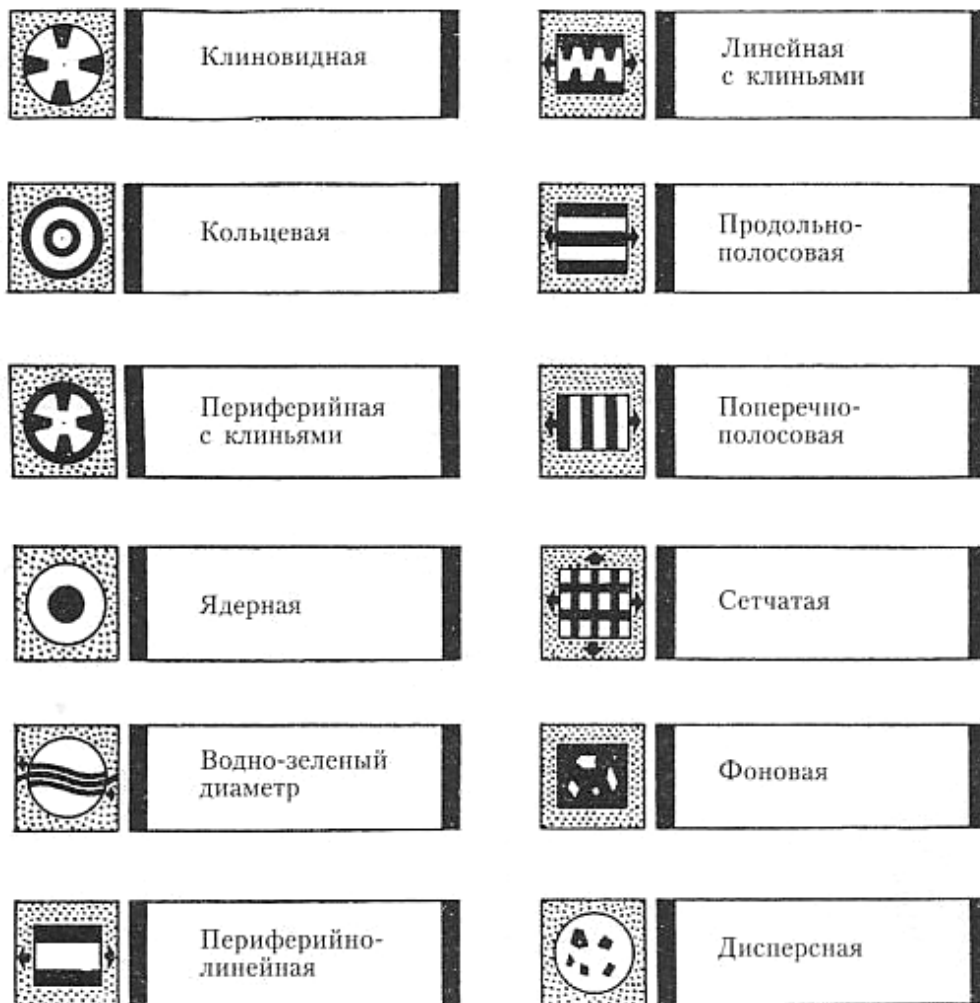 Клиновидная
Кольцевая
Периферийная
с клиньями
Ядерная
Водно-зеленый
диаметр
Периферийно-
линейная
Линейная
с клиньями
Продольно-
полосовая
Поперечно-
полосовая
Сетчатая
Фоновая
Дисперсная